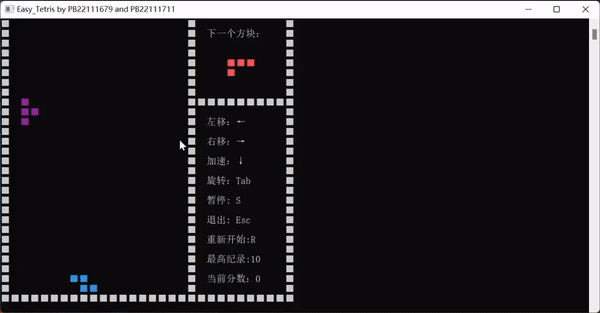 Easy_Tetris by PB22111679 and PB22111711
下一个方块:
左移: ←
右移: →
加速: ↓
旋转: Tab
暂停: S
退出: Esc
重新开始:R
最高纪录:10
当前分数: 0